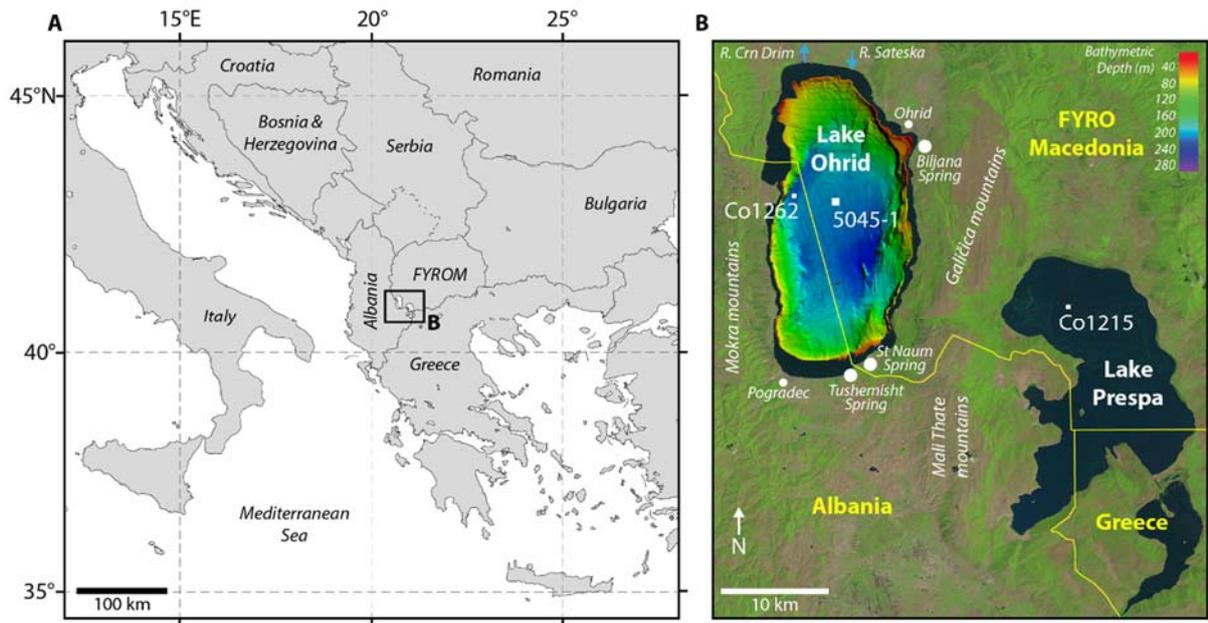 A
15°E
20°
25°
45°N
40°
35°
Croatia
Romania
Bosnia &
Herzegovina
Serbia
Bulgaria
Italy
Albania
FYROM
B
Greece
Mediterranean
Sea
100 km
B
R. Crn Drim
R. Sateska
Bathymetric
Depth (m)
40
80
120
160
200
240
280
Ohrid
Lake
Ohrid
Biljana
Spring
FYRO
Macedonia
Co1262
5045-1
Mokra mountains
Galičica mountains
Co1215
St Naum
Spring
Lake
Prespa
Pogradec
Tushemisht
Spring
Mali Thate
mountains
Albania
Greece
N
10 km